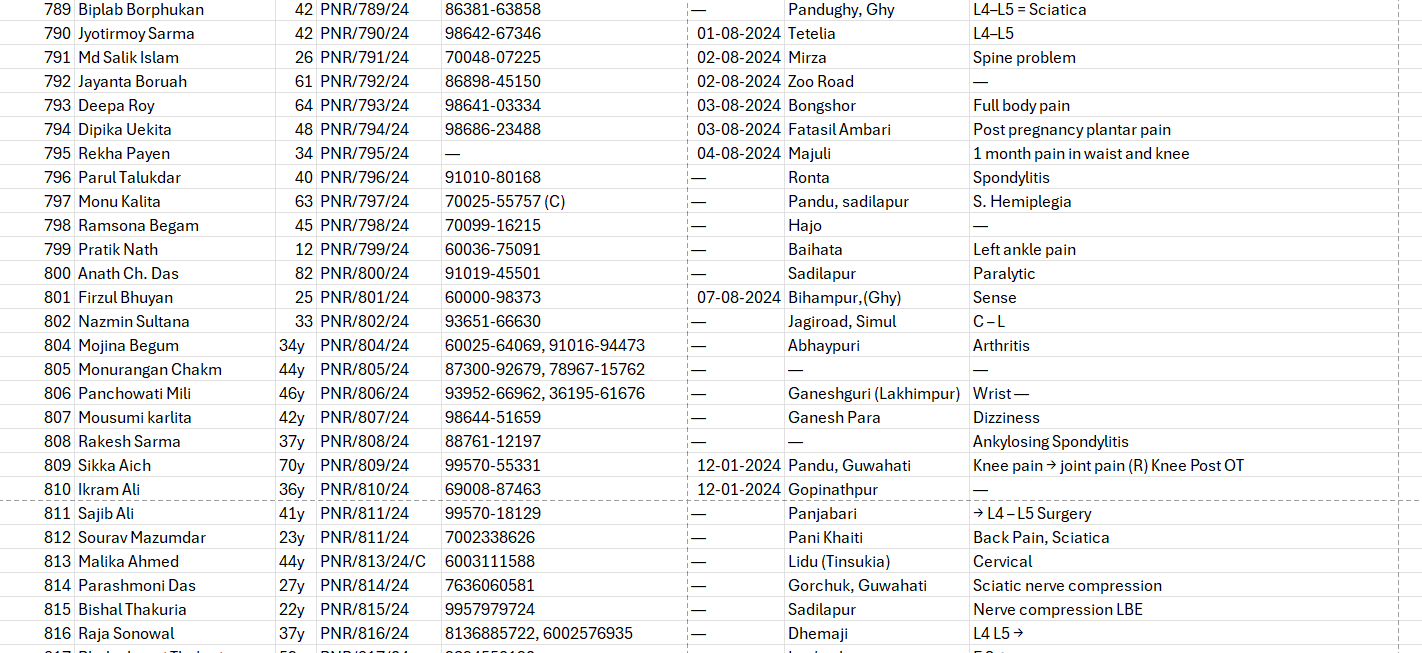 789 Biplab Borphukan 42 PNR/789/24 86381-63858 — Pandughy, Ghy L4–L5 = Sciatica
790 Jyotirmoy Sarma 42 PNR/790/24 98642-67346 01-08-2024 Tetelia L4–L5
791 Md Salik Islam 26 PNR/791/24 70048-07225 02-08-2024 Mirza Spine problem
792 Jayanta Boruah 61 PNR/792/24 86898-45150 02-08-2024 Zoo Road —
793 Deepa Roy 64 PNR/793/24 98641-03334 03-08-2024 Bongshor Full body pain
794 Dipika Uekita 48 PNR/794/24 98686-23488 03-08-2024 Fatasil Ambari Post pregnancy plantar pain
795 Rekha Payen 34 PNR/795/24 — 04-08-2024 Majuli 1 month pain in waist and knee
796 Parul Talukdar 40 PNR/796/24 91010-80168 — Ronta Spondylitis
797 Monu Kalita 63 PNR/797/24 70025-55757 (C) — Pandu, sadilapur S. Hemiplegia
798 Ramsona Begam 45 PNR/798/24 70099-16215 — Hajo —
799 Pratik Nath 12 PNR/799/24 60036-75091 — Baihata Left ankle pain
800 Anath Ch. Das 82 PNR/800/24 91019-45501 — Sadilapur Paralytic
801 Firzul Bhuyan 25 PNR/801/24 60000-98373 07-08-2024 Bihampur,(Ghy) Sense
802 Nazmin Sultana 33 PNR/802/24 93651-66630 — Jagiroad, Simul C – L
804 Mojina Begum 34y PNR/804/24 60025-64069, 91016-94473 — Abhaypuri Arthritis
805 Monurangan Chakm 44y PNR/805/24 87300-92679, 78967-15762 — — —
806 Panchowati Mili 46y PNR/806/24 93952-66962, 36195-61676 — Ganeshguri (Lakhimpur) Wrist —
807 Mousumi karlita 42y PNR/807/24 98644-51659 — Ganesh Para Dizziness
808 Rakesh Sarma 37y PNR/808/24 88761-12197 — — Ankylosing Spondylitis
809 Sikka Aich 70y PNR/809/24 99570-55331 12-01-2024 Pandu, Guwahati Knee pain → joint pain (R) Knee Post OT
810 Ikram Ali 36y PNR/810/24 69008-87463 12-01-2024 Gopinathpur —
811 Sajib Ali 41y PNR/811/24 99570-18129 — Panjabari → L4 – L5 Surgery
812 Sourav Mazumdar 23y PNR/811/24 7002338626 — Pani Khaiti Back Pain, Sciatica
813 Malika Ahmed 44y PNR/813/24/C 6003111588 — Lidu (Tinsukia) Cervical
814 Parashmoni Das 27y PNR/814/24 7636060581 — Gorchuk, Guwahati Sciatic nerve compression
815 Bishal Thakuria 22y PNR/815/24 9957979724 — Sadilapur Nerve compression LBE
816 Raja Sonowal 37y PNR/816/24 8136885722, 6002576935 — Dhemaji L4 L5 →